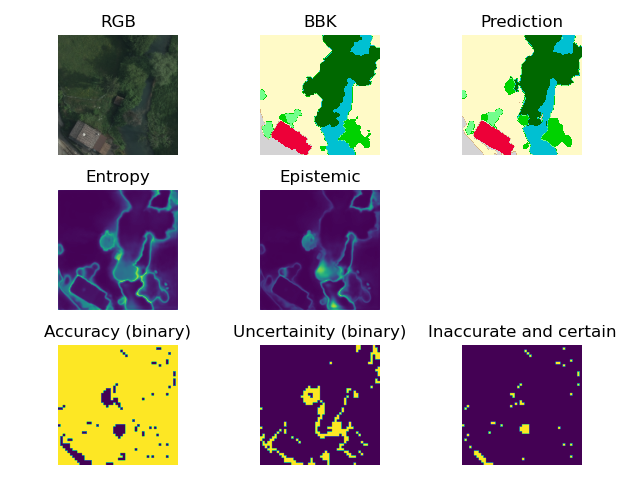 RGB
BBK
Prediction
Entropy
Epistemic
Accuracy (binary)
Uncertainity (binary)
Inaccurate and certain